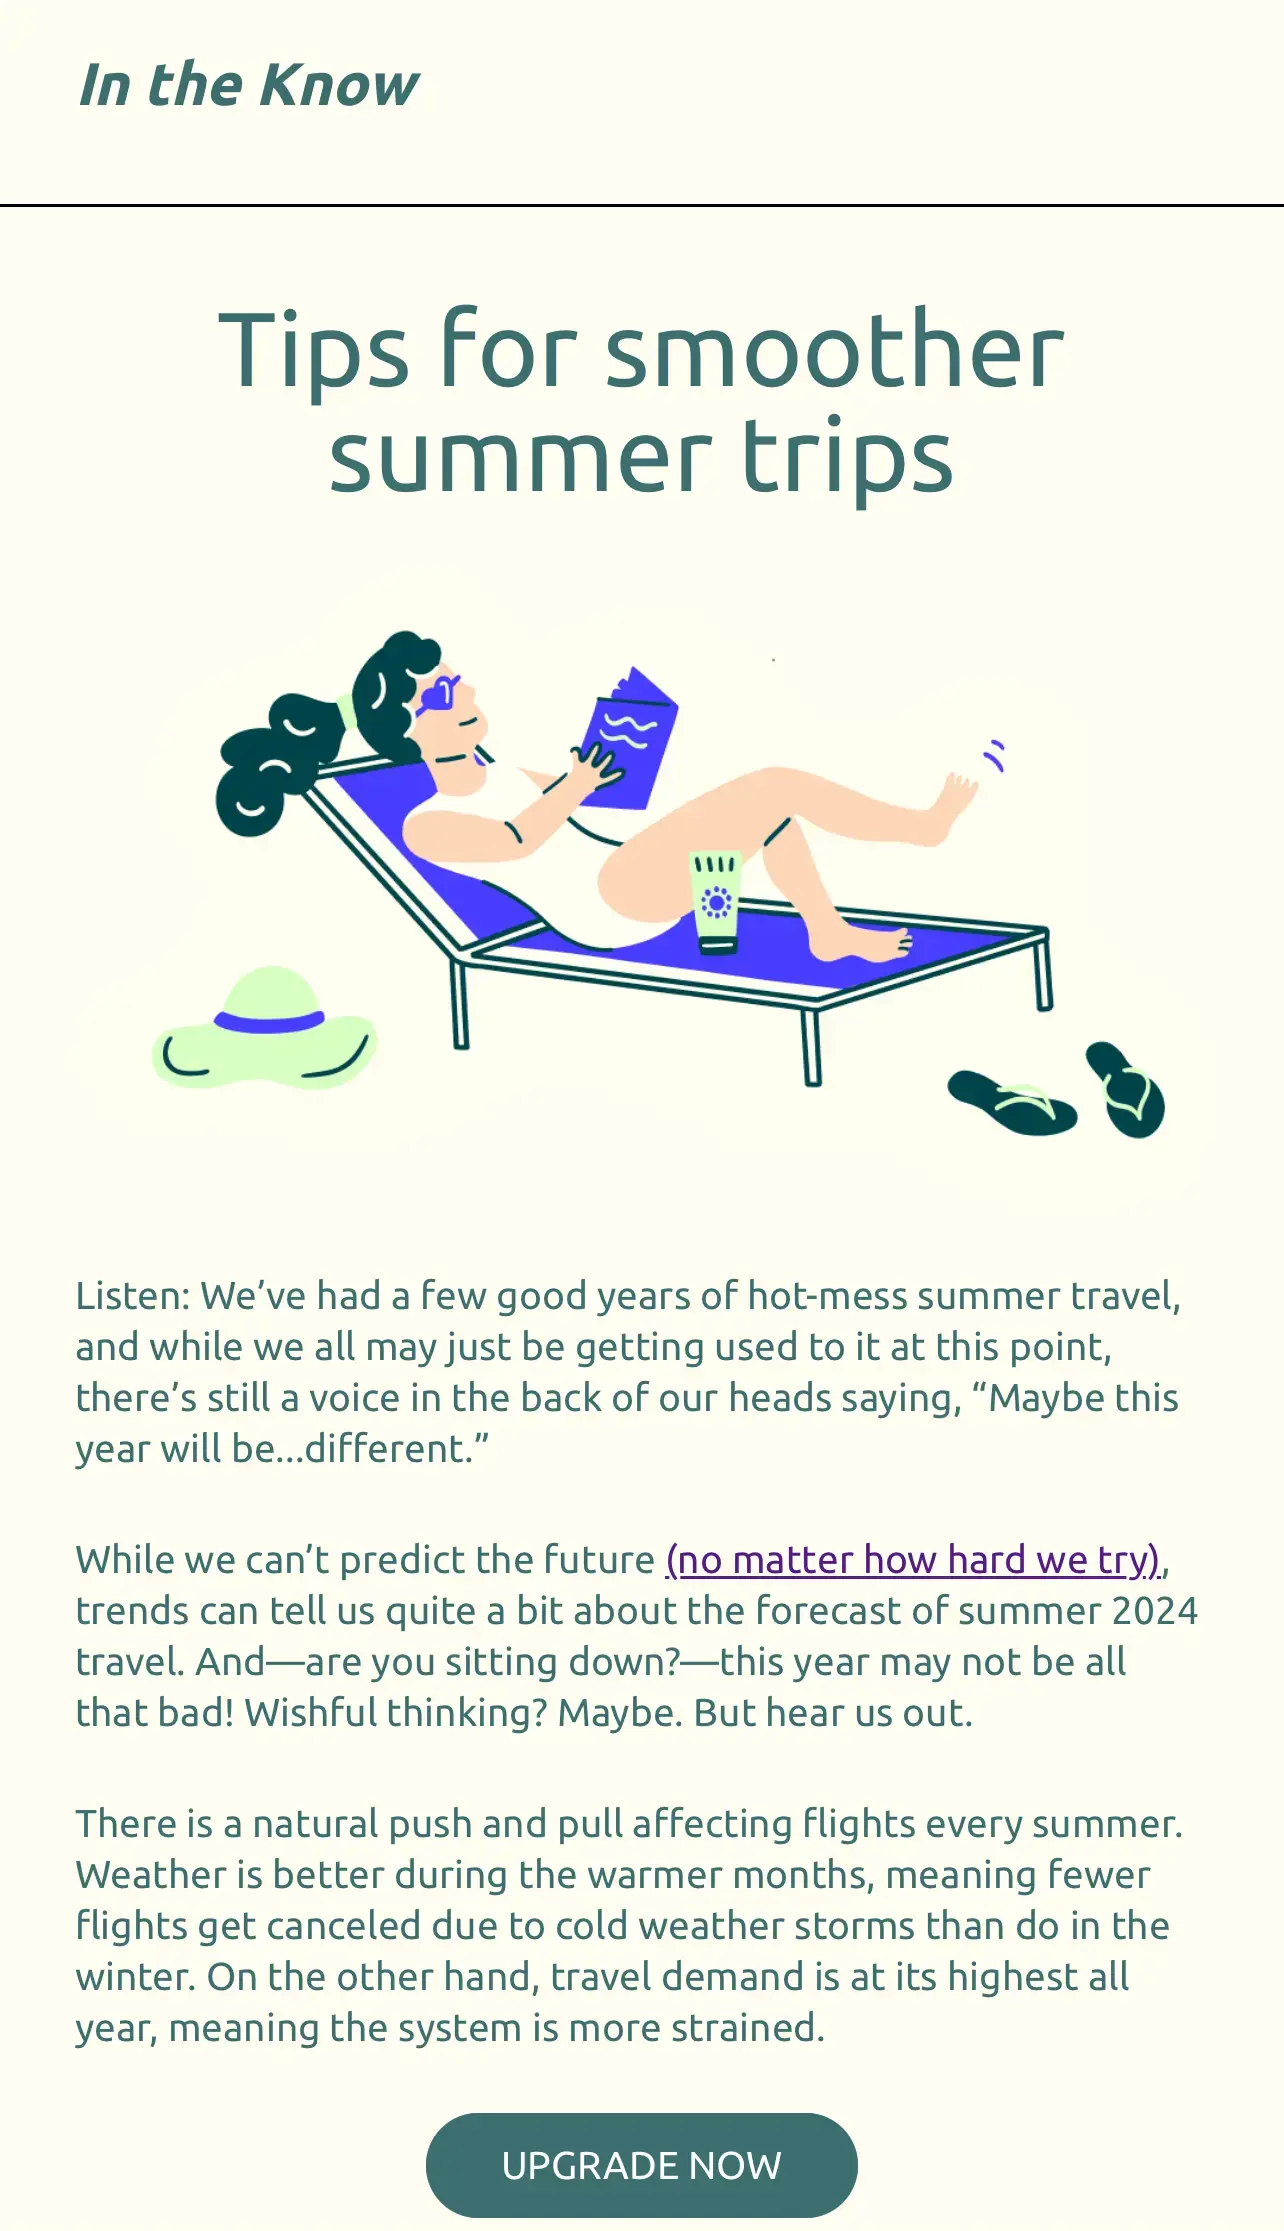 In the Know
Tips for smoother
summer trips
Listen: We’ve had a few good years of hot-mess summer travel,
and while we all may just be getting used to it at this point,
there’s still a voice in the back of our heads saying, “Maybe this
year will be...different.”
While we can’t predict the future (no matter how hard we try),
trends can tell us quite a bit about the forecast of summer 2024
travel. And—are you sitting down?—this year may not be all
that bad! Wishful thinking? Maybe. But hear us out.
There is a natural push and pull affecting flights every summer.
Weather is better during the warmer months, meaning fewer
flights get canceled due to cold weather storms than do in the
winter. On the other hand, travel demand is at its highest all
year, meaning the system is more strained.
UPGRADE NOW